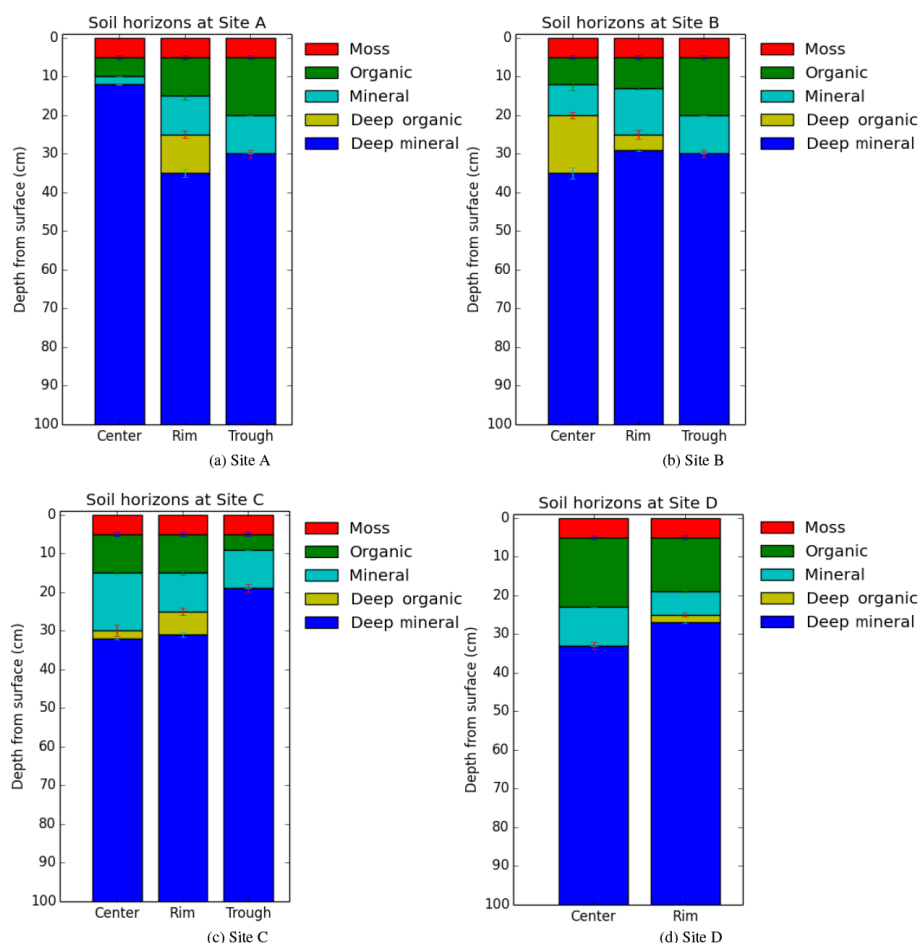 Soil horizons at Site A
0
10
20
30
40
50
60
70
80
90
100
Depth from surface (cm)
Center Rim Trough
Moss
Organic
Mineral
Deep organic
Deep mineral
(a) Site A
Soil horizons at Site B
0
10
20
30
40
50
60
70
80
90
100
Depth from surface (cm)
Center Rim Trough
Moss
Organic
Mineral
Deep organic
Deep mineral
(b) Site B
Soil horizons at Site C
0
10
20
30
40
50
60
70
80
90
100
Depth from surface (cm)
Center Rim Trough
Moss
Organic
Mineral
Deep organic
Deep mineral
(c) Site C
Soil horizons at Site D
0
10
20
30
40
50
60
70
80
90
100
Depth from surface (cm)
Center Rim
Moss
Organic
Mineral
Deep organic
Deep mineral
(d) Site D